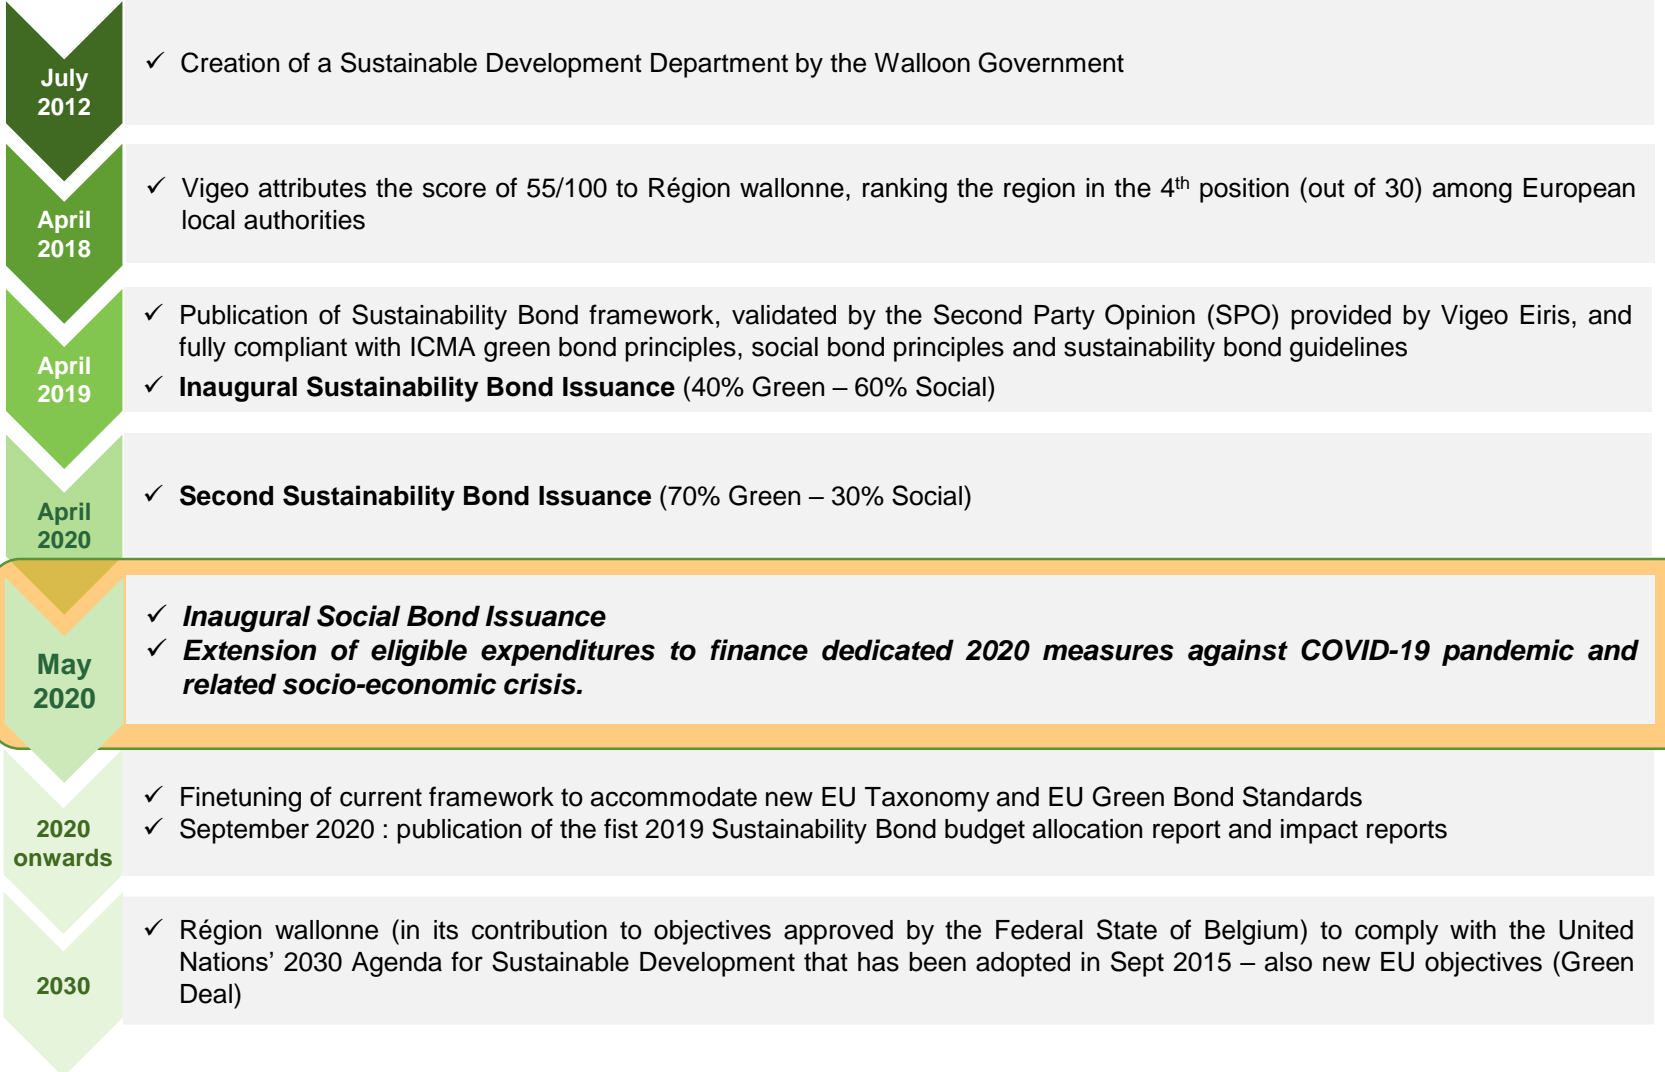 July
2012
✓ Creation of a Sustainable Development Department by the Walloon Government
April
2018
✓ Vigeo attributes the score of 55/100 to Région wallonne, ranking the region in the 4th position (out of 30) among European
local authorities
April
2019
✓ Publication of Sustainability Bond framework, validated by the Second Party Opinion (SPO) provided by Vigeo Eiris, and
fully compliant with ICMA green bond principles, social bond principles and sustainability bond guidelines
✓ Inaugural Sustainability Bond Issuance (40% Green – 60% Social)
April
2020
✓ Second Sustainability Bond Issuance (70% Green – 30% Social)
May
2020
✓ Inaugural Social Bond Issuance
✓ Extension of eligible expenditures to finance dedicated 2020 measures against COVID-19 pandemic and
related socio-economic crisis.
2020
onwards
✓ Finetuning of current framework to accommodate new EU Taxonomy and EU Green Bond Standards
✓ September 2020 : publication of the fist 2019 Sustainability Bond budget allocation report and impact reports
2030
✓ Région wallonne (in its contribution to objectives approved by the Federal State of Belgium) to comply with the United
Nations’ 2030 Agenda for Sustainable Development that has been adopted in Sept 2015 – also new EU objectives (Green
Deal)